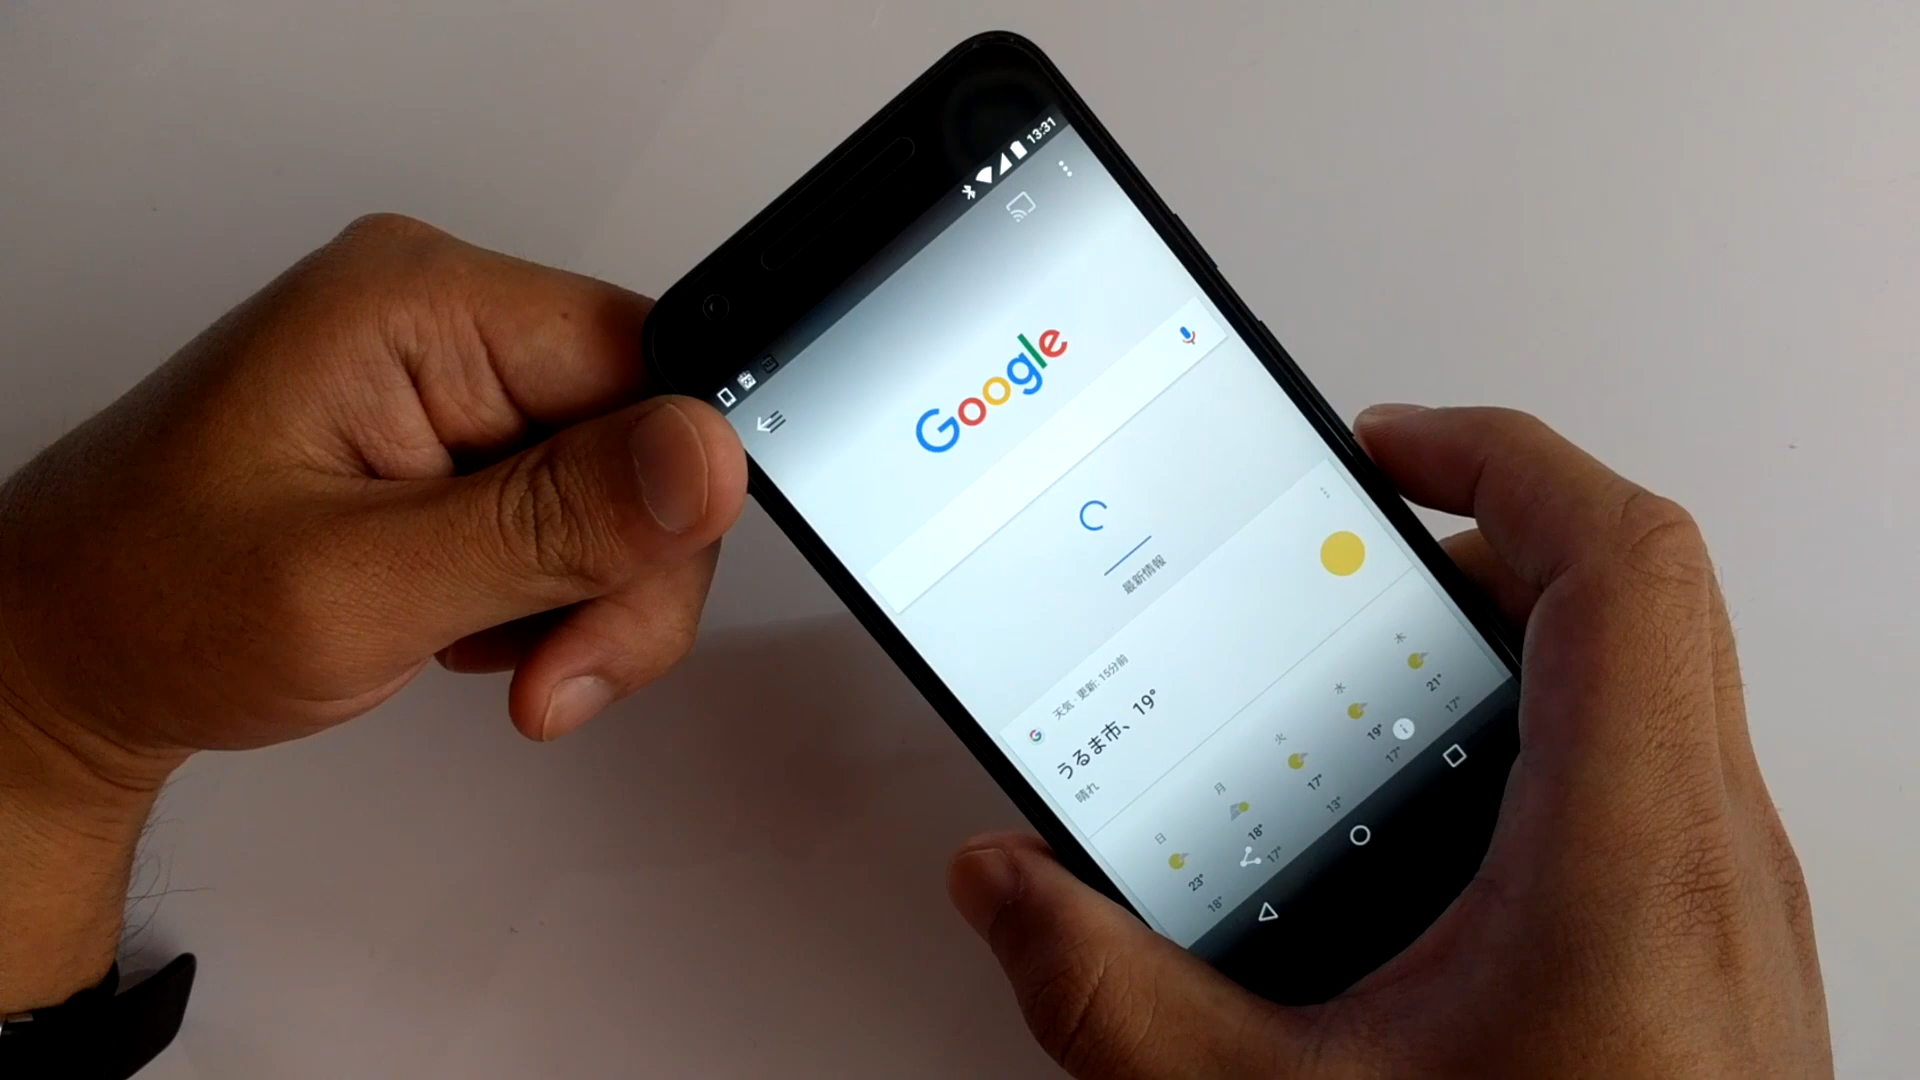 13:31
Google
最新情報
天気・更新: 15分前
うるま市、19°
晴れ
日 月 火 水 木
23° 18° 17° 19° 21°
18° 17° 13° 17° 17°